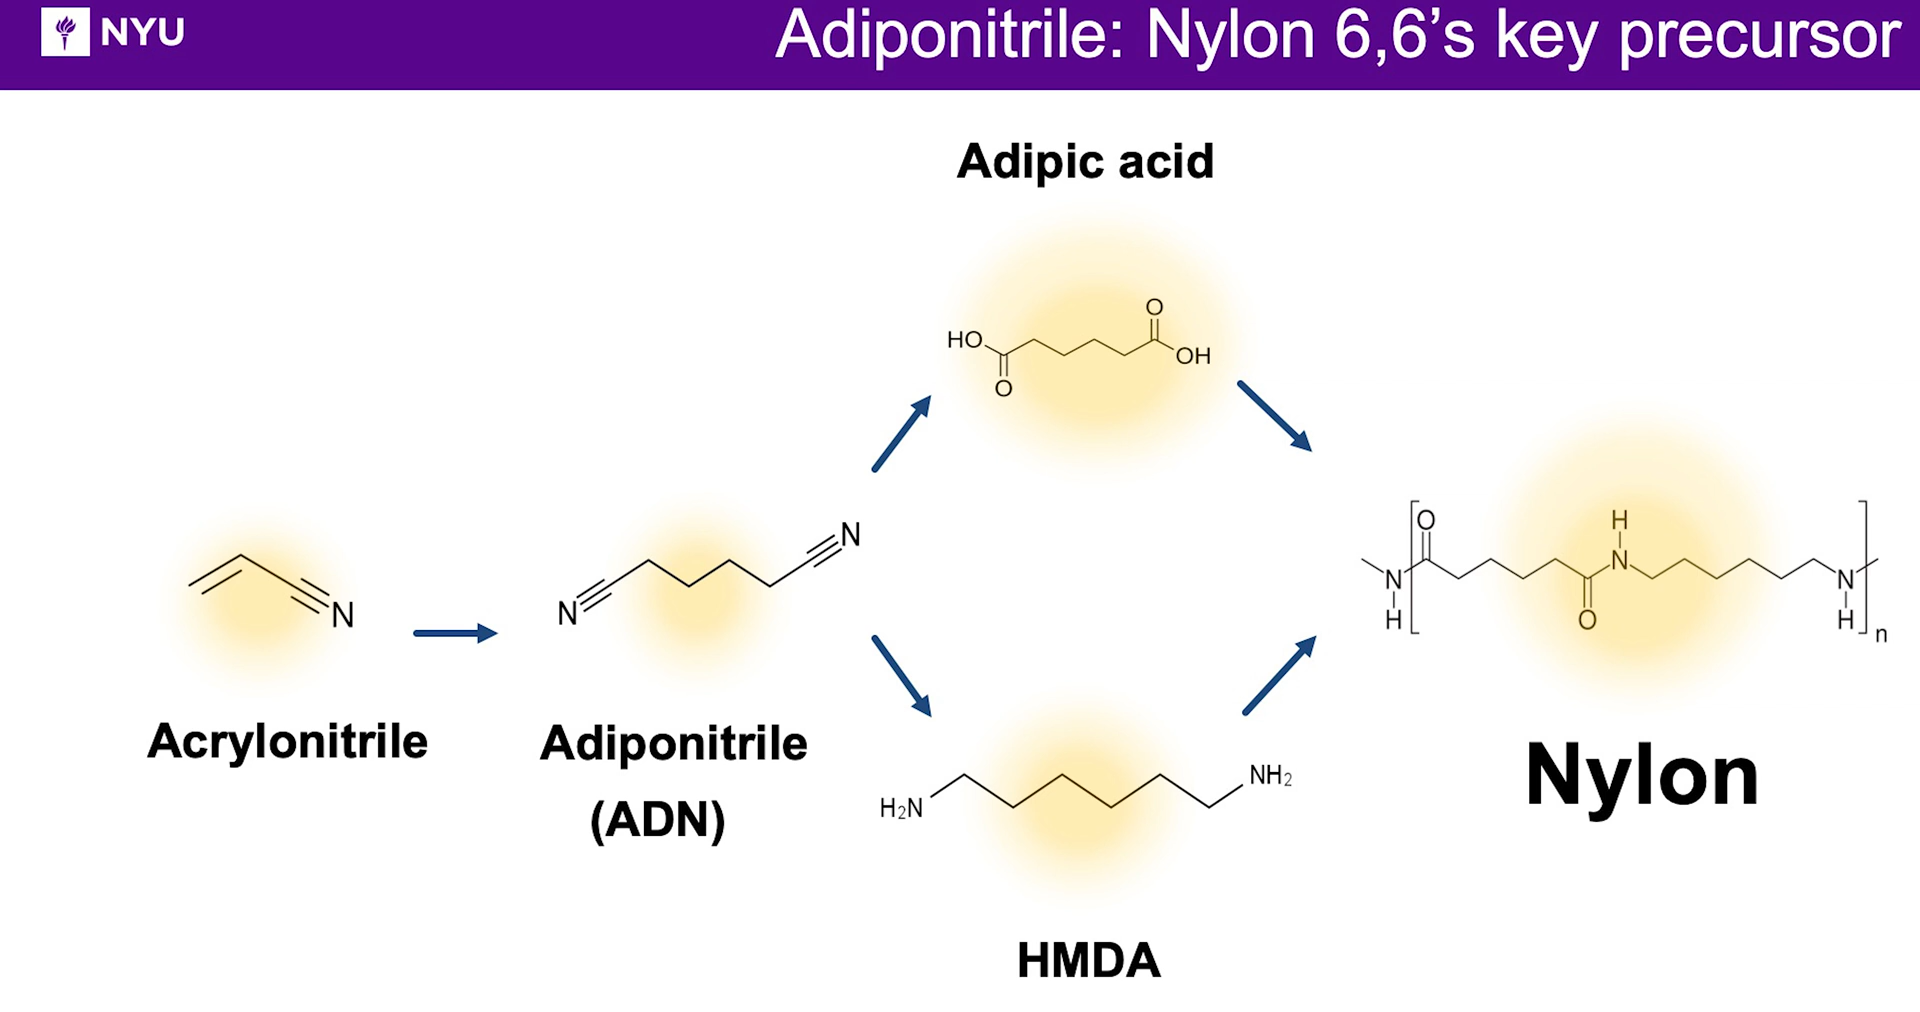 NYU
Adiponitrile: Nylon 6,6’s key precursor
Adipic acid
HO
O
O
OH
N
Acrylonitrile
N
N
Adiponitrile
(ADN)
H₂N
NH₂
HMDA
N
H
O
O
H
N
N
H
n
Nylon